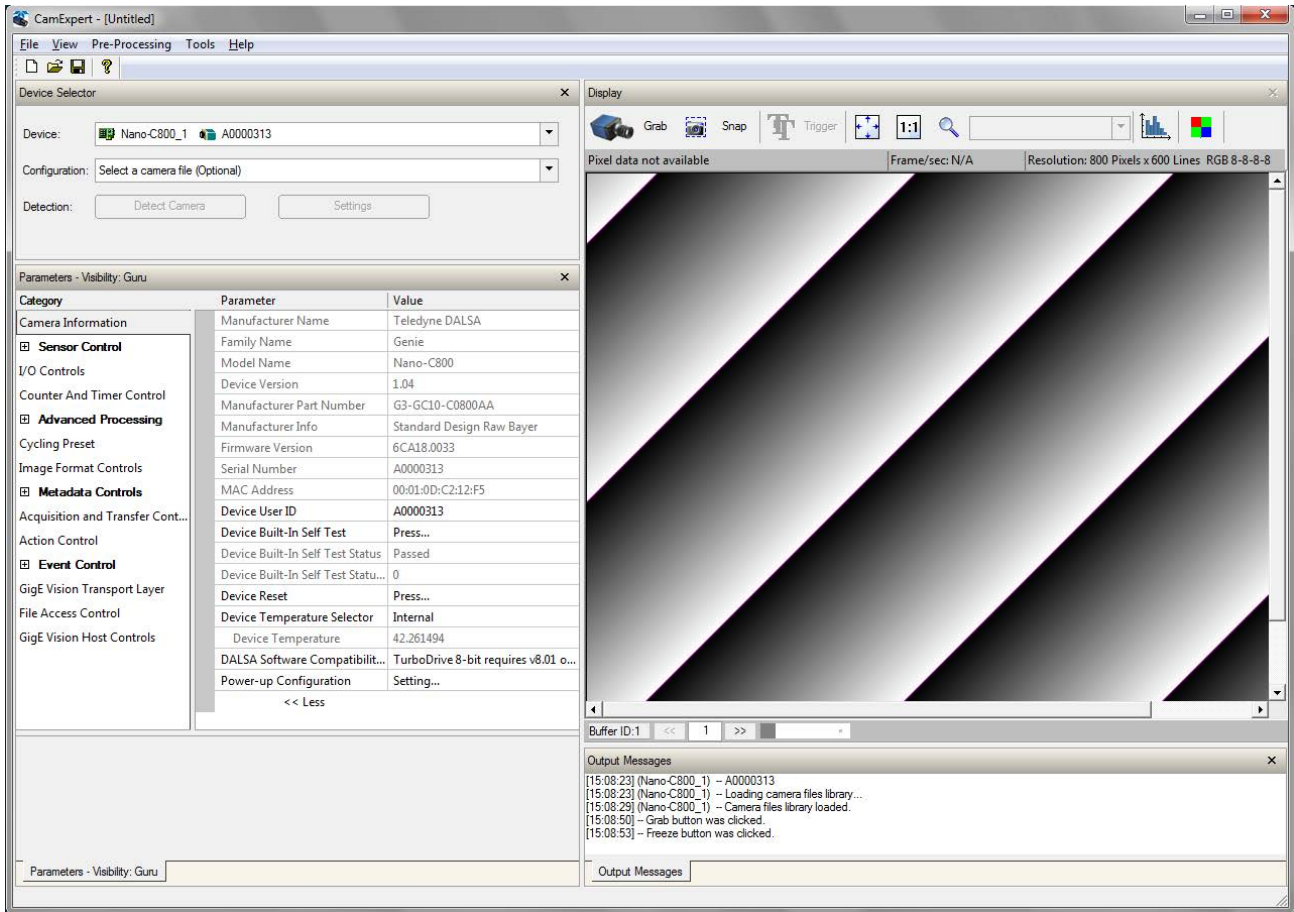 CamExpert - [Untitled]
File View Pre-Processing Tools Help
Device Selector
Device: Nano-C800_1 A0000313
Configuration: Select a camera file (Optional)
Detection: Detect Camera Settings
Parameters - Visibility: Guru
Category Parameter Value
Camera Information
Sensor Control
I/O Controls
Counter And Timer Control
Advanced Processing
Cycling Preset
Image Format Controls
Metadata Controls
Acquisition and Transfer Cont...
Action Control
Event Control
GigE Vision Transport Layer
File Access Control
GigE Vision Host Controls
Manufacturer Name Teledyne DALSA
Family Name Genie
Model Name Nano-C800
Device Version 1.04
Manufacturer Part Number G3-GC10-C0800AA
Manufacturer Info Standard Design Raw Bayer
Firmware Version 6CA18.0033
Serial Number A0000313
MAC Address 00:01:0D:C2:12:F5
Device User ID A0000313
Device Built-In Self Test Press...
Device Built-In Self Test Status Passed
Device Built-In Self Test Statu... 0
Device Reset Press...
Device Temperature Selector Internal
Device Temperature 42.261494
DALSA Software Compatibilit... TurboDrive 8-bit requires v8.01 o...
Power-up Configuration Setting...
<< Less
Parameters - Visibility: Guru
Display
Grab Snap Trigger 1:1
Pixel data not available Frame/sec: N/A Resolution: 800 Pixels x 600 Lines RGB 8-8-8-8
Buffer ID:1 << 1 >>
Output Messages
[15:08:23] (Nano-C800_1) -- A0000313
[15:08:23] (Nano-C800_1) -- Loading camera files library...
[15:08:29] (Nano-C800_1) -- Camera files library loaded.
[15:08:50] -- Grab button was clicked.
[15:08:53] -- Freeze button was clicked.
Output Messages